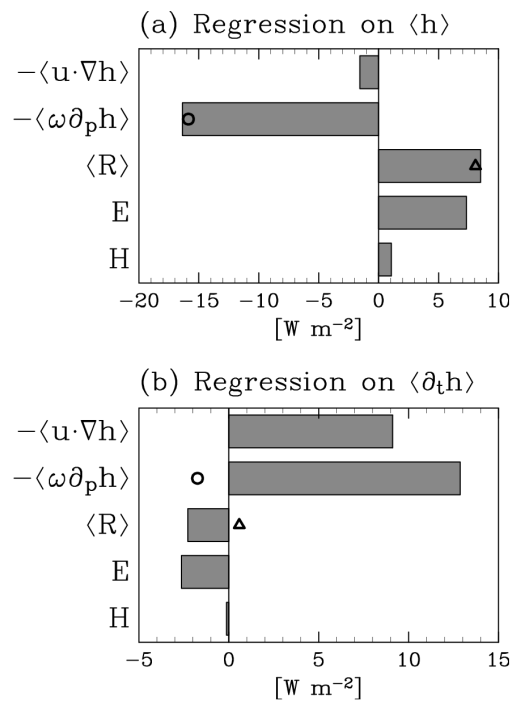 (a) Regression on ⟨h⟩
−⟨u·∇h⟩
−⟨ω∂ₚh⟩
⟨R⟩
E
H
−20 −15 −10 −5 0 5 10
[W m⁻²]
(b) Regression on ⟨∂ₜh⟩
−⟨u·∇h⟩
−⟨ω∂ₚh⟩
⟨R⟩
E
H
−5 0 5 10 15
[W m⁻²]